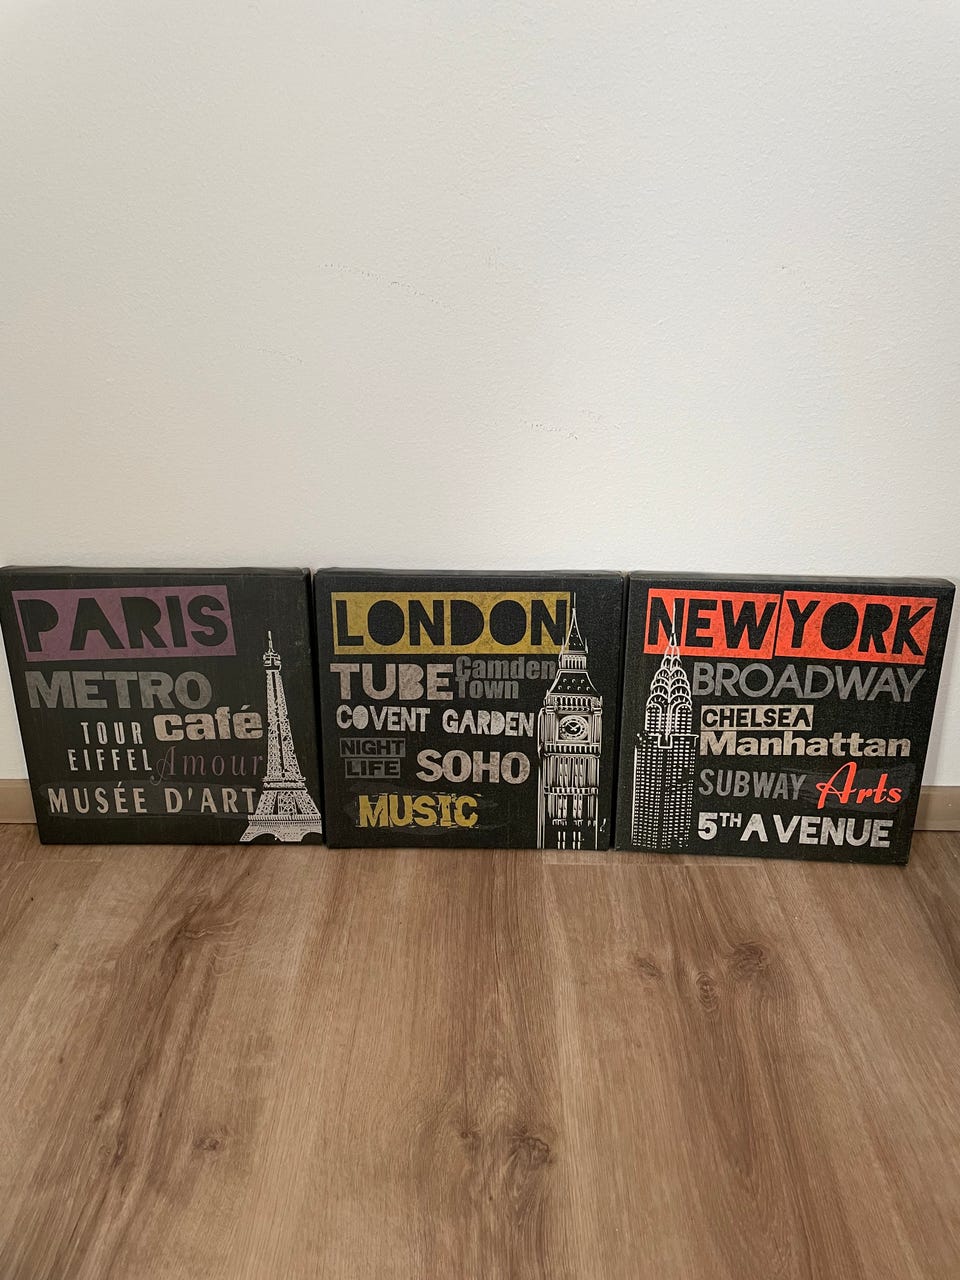 PARIS
METRO
TOUR café
EIFFEL Amour
MUSÉE D'ART
LONDON
TUBE Camden Town
COVENT GARDEN
NIGHT LIFE SOHO
MUSIC
NEW YORK
BROADWAY
CHELSEA
Manhattan
SUBWAY Arts
5TH AVENUE